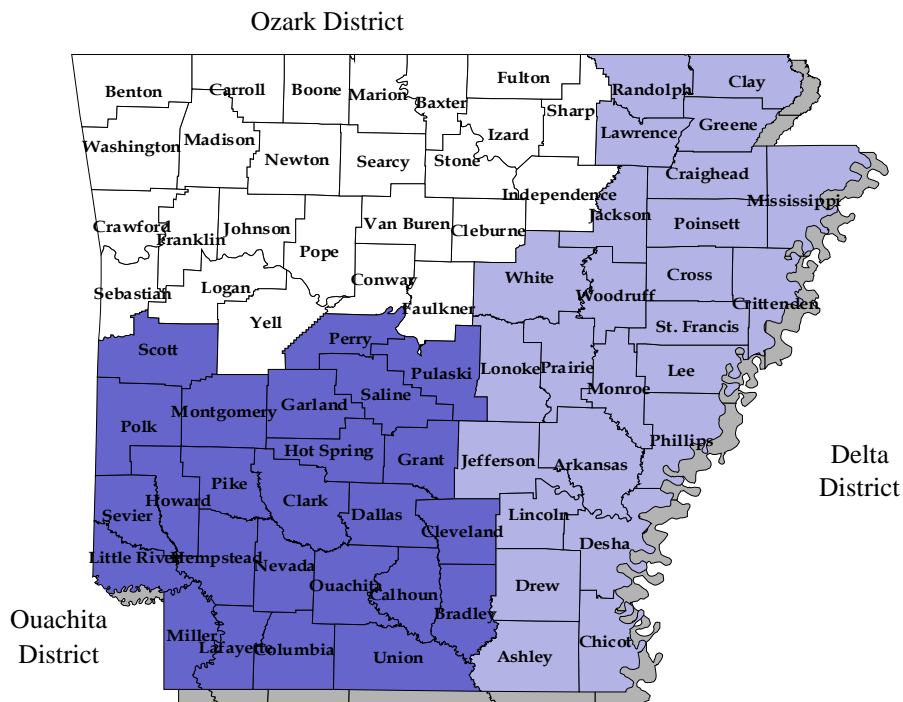 Ozark District
Benton
Carroll
Boone
Marion
Baxter
Fulton
Sharp
Randolph
Clay
Washington
Madison
Newton
Searcy
Stone
Izard
Lawrence
Greene
Independence
Craighead
Mississippi
Crawford
Franklin
Johnson
Pope
Van Buren
Cleburne
Jackson
Poinsett
Sebastian
Logan
Yell
Conway
Faulkner
White
Woodruff
Cross
Crittenden
St. Francis
Scott
Perry
Pulaski
Lonoke
Prairie
Monroe
Lee
Polk
Montgomery
Garland
Saline
Hot Spring
Grant
Jefferson
Arkansas
Phillips
Delta
District
Sevier
Howard
Pike
Clark
Dallas
Cleveland
Lincoln
Desha
Little River
Hempstead
Nevada
Ouachita
Calhoun
Bradley
Drew
Ouachita
District
Miller
Lafayette
Columbia
Union
Ashley
Chicot